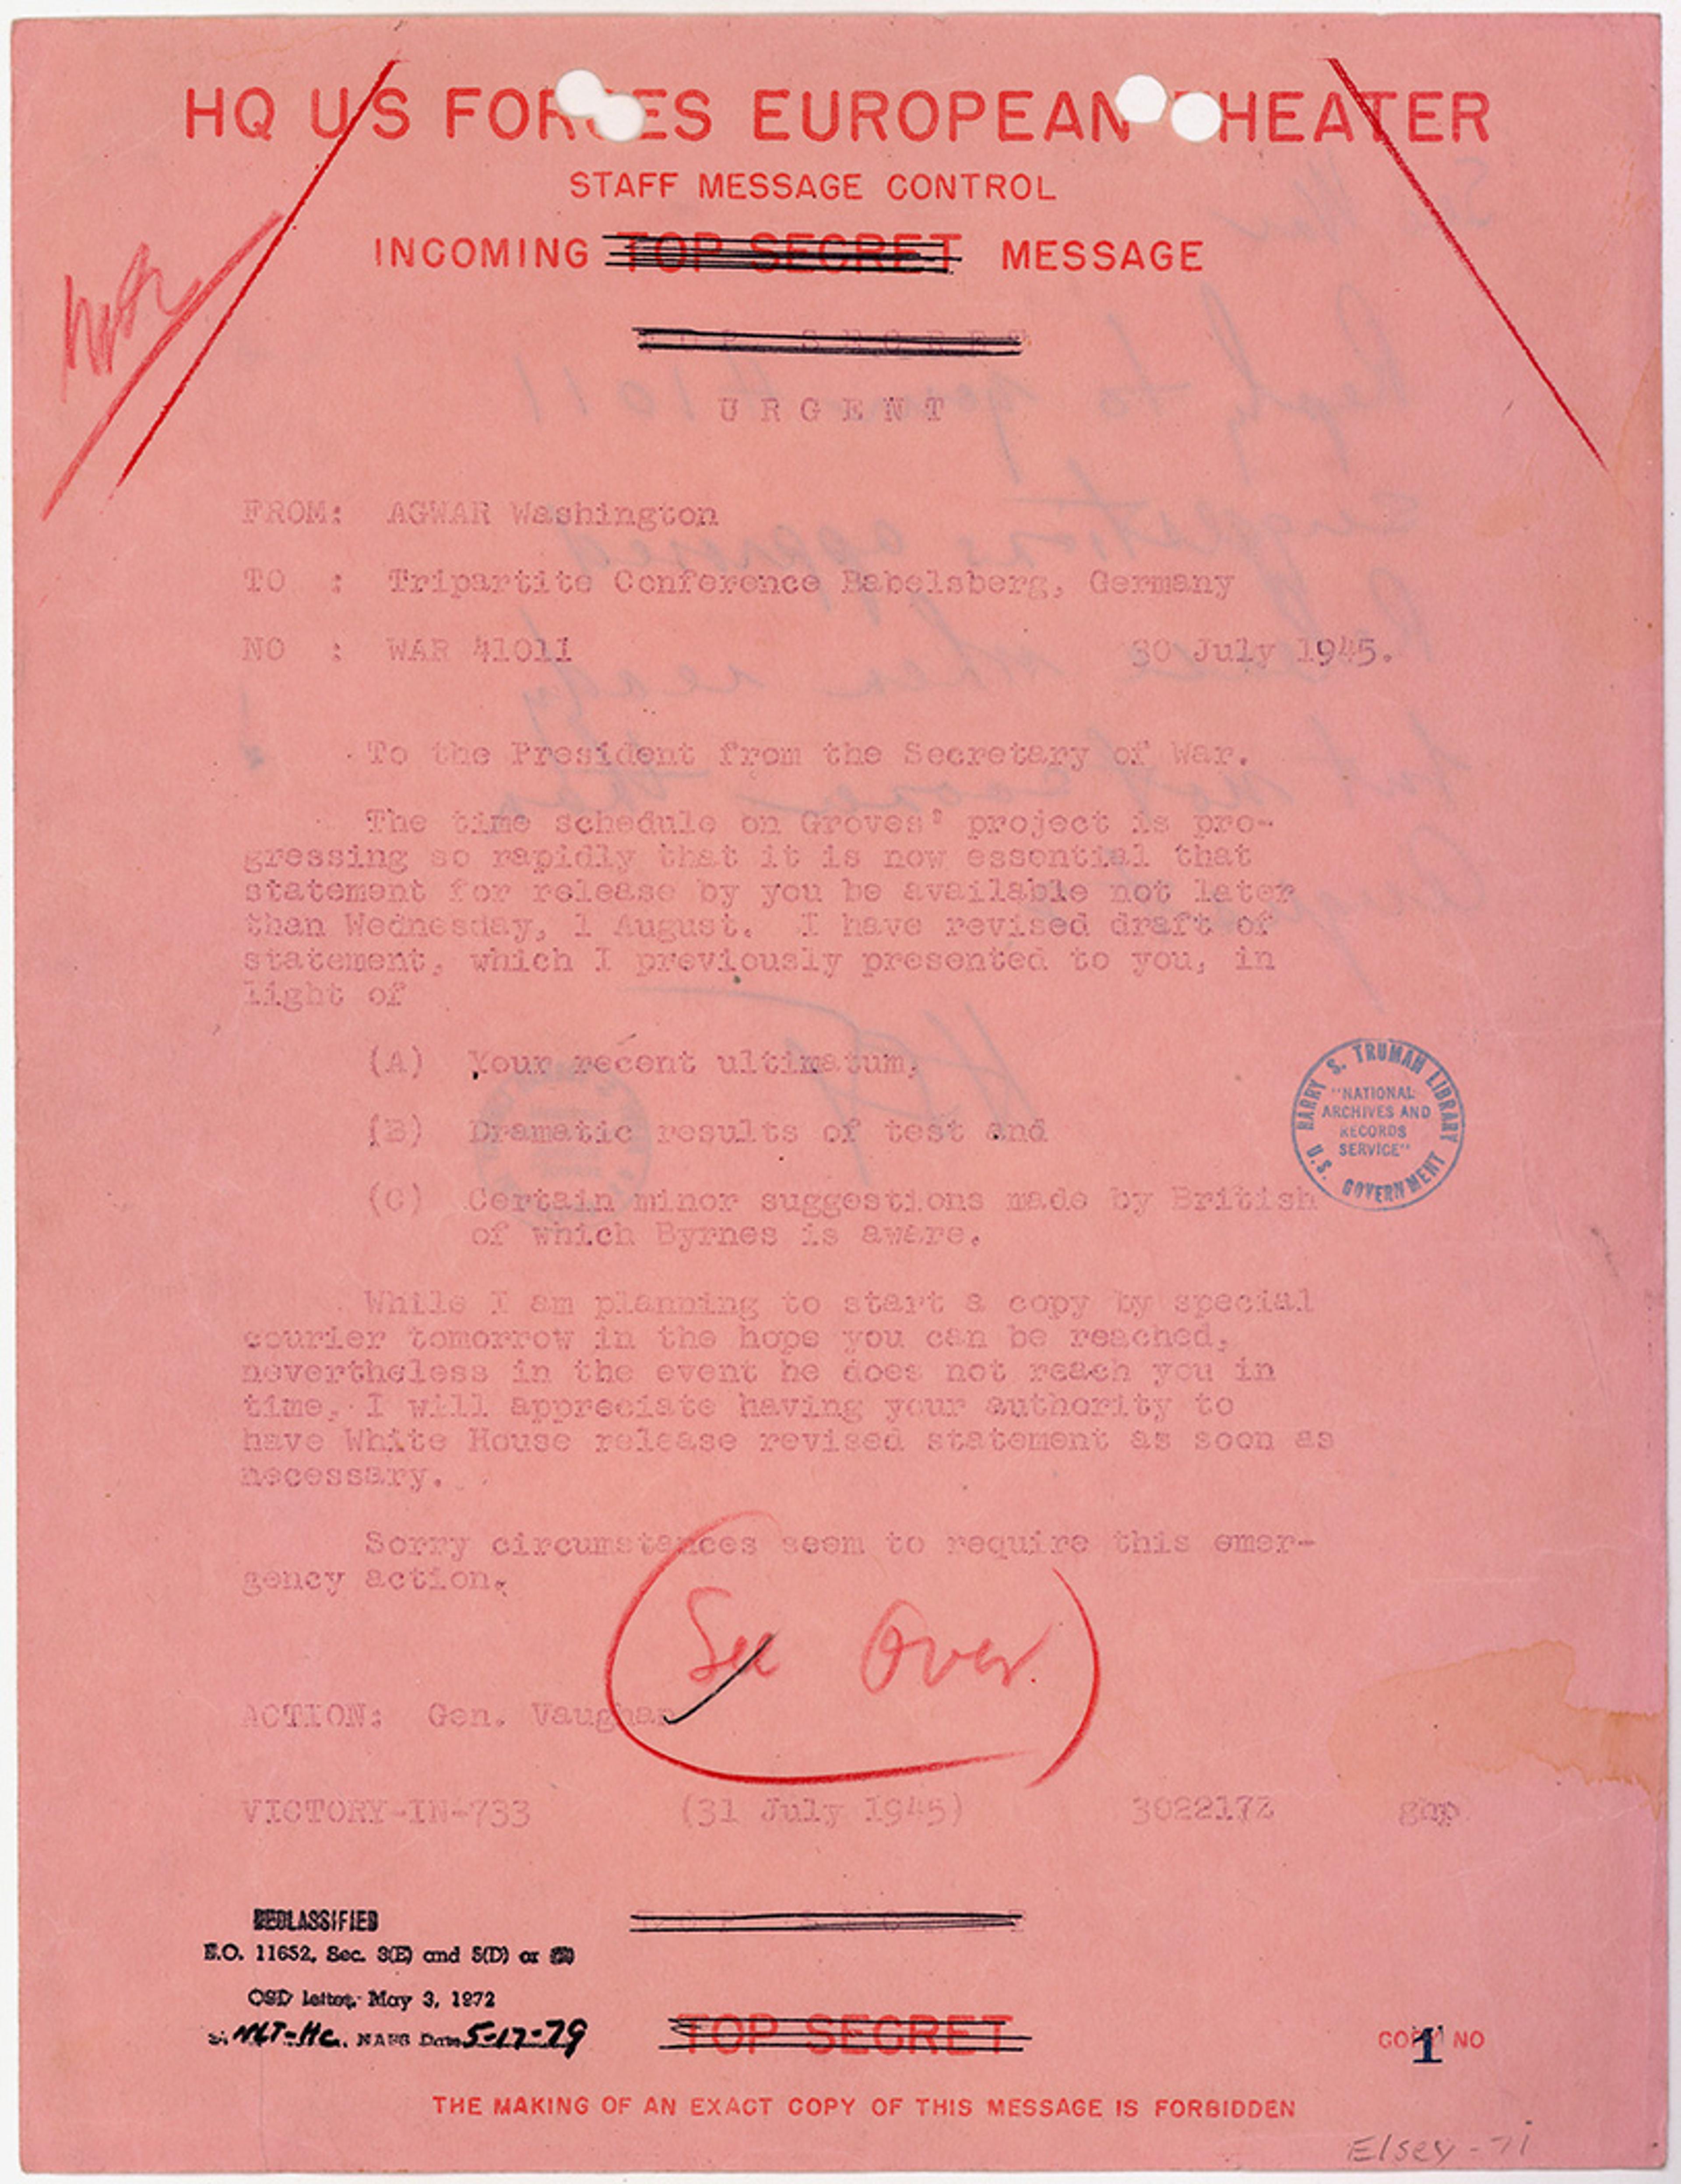 HQ US FORCES EUROPEAN THEATER
STAFF MESSAGE CONTROL
INCOMING TOP SECRET MESSAGE
TOP SECRET
URGENT
FROM: AGWAR Washington
TO : Tripartite Conference Babelsberg, Germany
NO : WAR 41011 30 July 1945.
To the President from the Secretary of War.
The time schedule on Groves' project is pro-
gressing so rapidly that it is now essential that
statement for release by you be available not later
than Wednesday, 1 August. I have revised draft of
statement, which I previously presented to you, in
light of
(A) Your recent ultimatum,
(B) Dramatic results of test and
(C) Certain minor suggestions made by British
of which Byrnes is aware.
While I am planning to start a copy by special
courier tomorrow in the hope you can be reached,
nevertheless in the event he does not reach you in
time, I will appreciate having your authority to
have White House release revised statement as soon as
necessary.
Sorry circumstances seem to require this emer-
gency action.
See Over
ACTION: Gen. Vaughan
VICTORY-IN-733 (31 July 1945) 302217Z gbp
HARRY S. TRUMAN LIBRARY
"NATIONAL
ARCHIVES AND
RECORDS
SERVICE"
U.S. GOVERNMENT
DECLASSIFIED
E.O. 11652, Sec. 3(E) and 5(D) or
OSD letter, May 3, 1972
NLT-HC, NARS Date 5-17-79
TOP SECRET
TOP SECRET
COPY NO 1
THE MAKING OF AN EXACT COPY OF THIS MESSAGE IS FORBIDDEN
Elsey-71